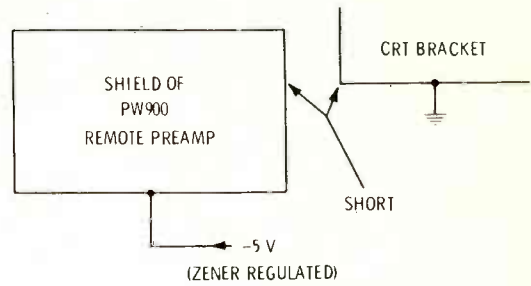 SHIELD OF
PW900
REMOTE PREAMP
CRT BRACKET
SHORT
-5 V
(ZENER REGULATED)